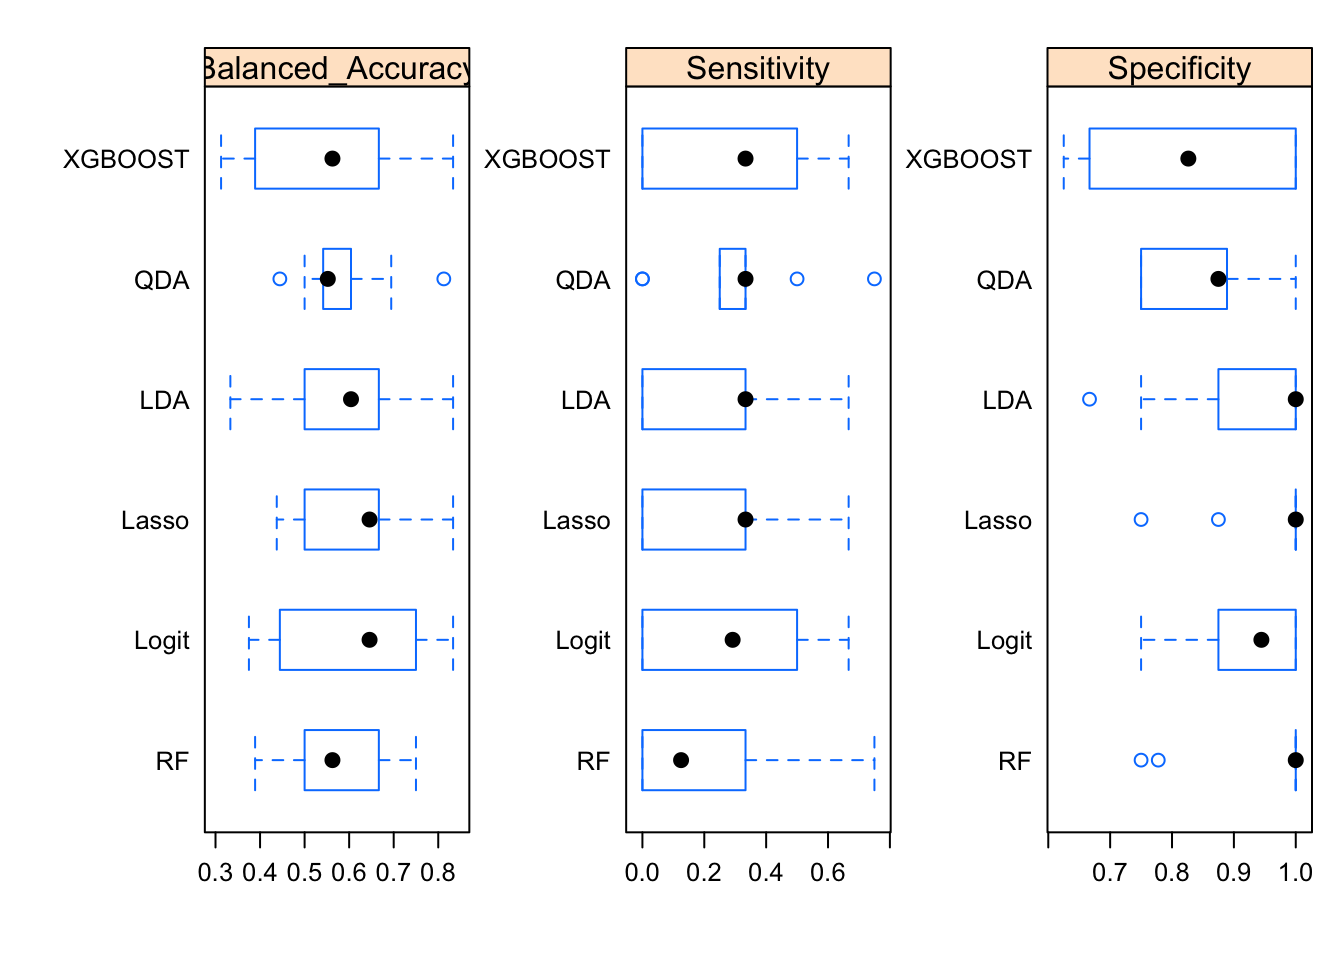 Balanced_Accuracy Sensitivity Specificity
XGBOOST XGBOOST XGBOOST
QDA QDA QDA
LDA LDA LDA
Lasso Lasso Lasso
Logit Logit Logit
RF RF RF
0.3 0.4 0.5 0.6 0.7 0.8 0.0 0.2 0.4 0.6 0.7 0.8 0.9 1.0